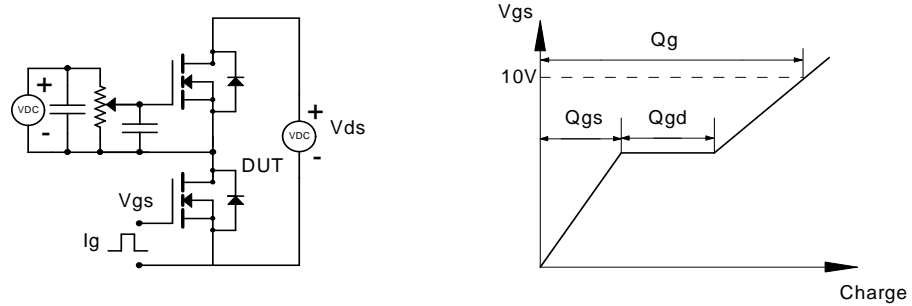 +
VDC
-
Vgs
Ig
DUT
+
VDC
-
Vds
Vgs
Qg
10V
Qgs
Qgd
Charge